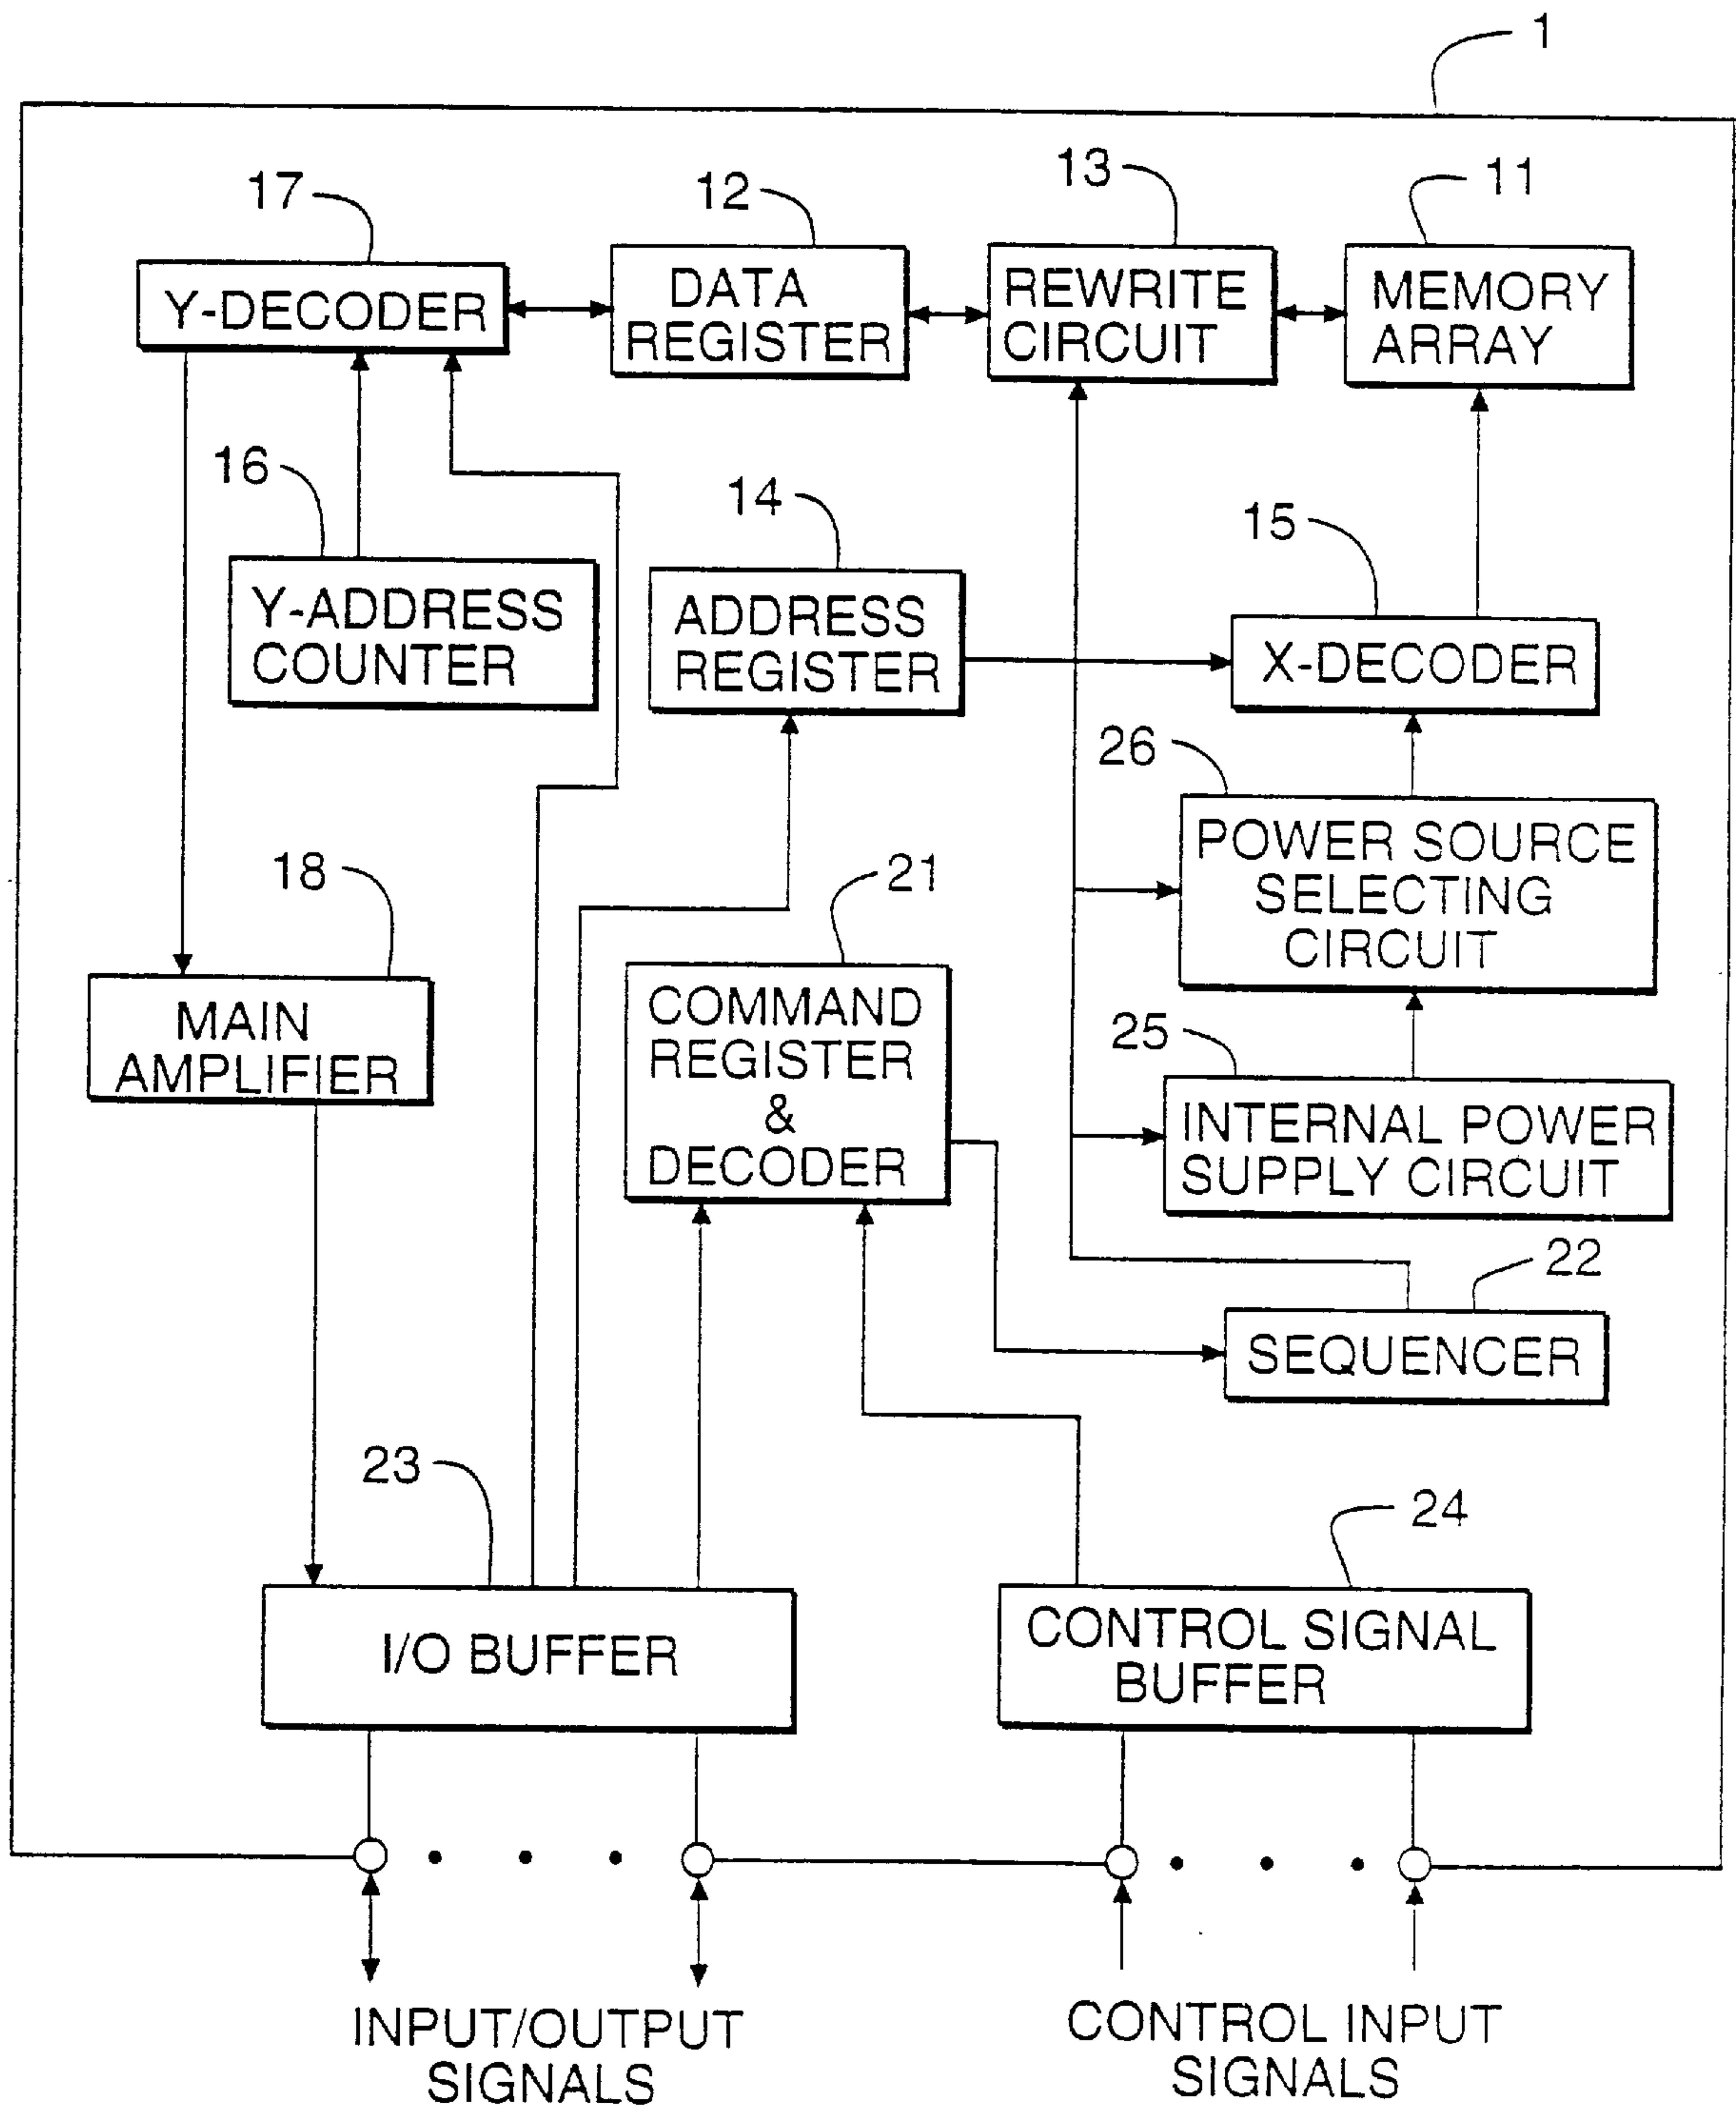 1
17
12
13
11
Y-DECODER
DATA
REGISTER
REWRITE
CIRCUIT
MEMORY
ARRAY
16
14
15
Y-ADDRESS
COUNTER
ADDRESS
REGISTER
X-DECODER
26
POWER SOURCE
SELECTING
CIRCUIT
18
21
MAIN
AMPLIFIER
COMMAND
REGISTER
&
DECODER
25
INTERNAL POWER
SUPPLY CIRCUIT
22
SEQUENCER
23
24
I/O BUFFER
CONTROL SIGNAL
BUFFER
INPUT/OUTPUT
SIGNALS
CONTROL INPUT
SIGNALS